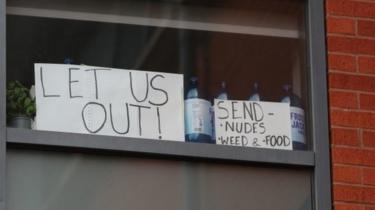 LET US
OUT!
SEND-
• NUDES
• WEED & • FOOD